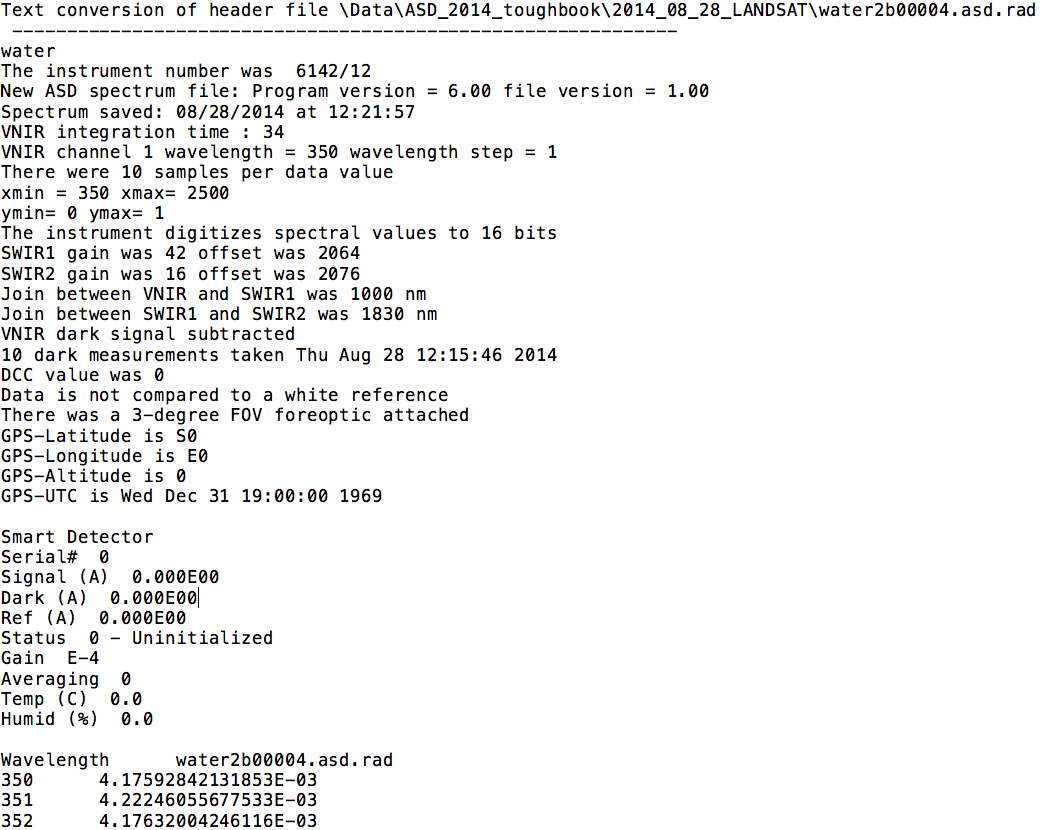 Text conversion of header file \Data\ASD_2014_toughbook\2014_08_28_LANDSAT\water2b00004.asd.rad
-------------------------------------------------------------
water
The instrument number was  6142/12
New ASD spectrum file: Program version = 6.00 file version = 1.00
Spectrum saved: 08/28/2014 at 12:21:57
VNIR integration time : 34
VNIR channel 1 wavelength = 350 wavelength step = 1
There were 10 samples per data value
xmin = 350 xmax= 2500
ymin= 0 ymax= 1
The instrument digitizes spectral values to 16 bits
SWIR1 gain was 42 offset was 2064
SWIR2 gain was 16 offset was 2076
Join between VNIR and SWIR1 was 1000 nm
Join between SWIR1 and SWIR2 was 1830 nm
VNIR dark signal subtracted
10 dark measurements taken Thu Aug 28 12:15:46 2014
DCC value was 0
Data is not compared to a white reference
There was a 3-degree FOV foreoptic attached
GPS-Latitude is S0
GPS-Longitude is E0
GPS-Altitude is 0
GPS-UTC is Wed Dec 31 19:00:00 1969
Smart Detector
Serial#  0
Signal (A)  0.000E00
Dark (A)  0.000E00
Ref (A)  0.000E00
Status  0 - Uninitialized
Gain  E-4
Averaging  0
Temp (C)  0.0
Humid (%)  0.0
Wavelength      water2b00004.asd.rad
350      4.17592842131853E-03
351      4.22246055677533E-03
352      4.17632004246116E-03